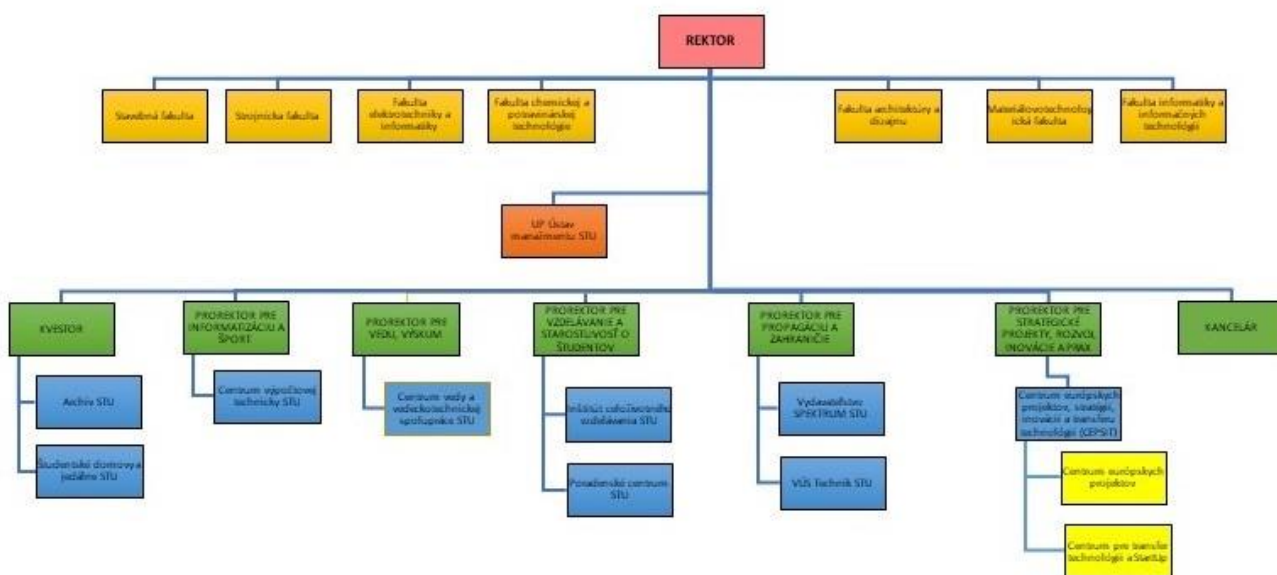 REKTOR
Stavebná fakulta
Strojnícka fakulta
Fakulta
elektrotechniky a
informatiky
Fakulta chemickej a
potravinárskej
technológie
Fakulta architektúry a
dizajnu
Materiálovotechnolog
ická fakulta
Fakulta informatiky a
informačných
technológií
UP Ústav
manažmentu STU
KVESTOR
PROREKTOR PRE
INFORMATIZÁCIU A
ŠPORT
PROREKTOR PRE
VEDU, VÝSKUM
PROREKTOR PRE
VZDELÁVANIE A
STAROSTLIVOSŤ O
ŠTUDENTOV
PROREKTOR PRE
PROPAGÁCIU A
ZAHRANIČIE
PROREKTOR PRE
STRATEGICKÉ
PROJEKTY, ROZVOJ,
INOVÁCIE A PRAX
KANCELÁR
Archív STU
Študentské domovy a
jedálne STU
Centrum výpočtovej
technicky STU
Centrum vedy a
vedeckotechnickej
spolupráce STU
Inštitút celoživotného
vzdelávania STU
Poradenské centrum
STU
Vydavateľstvo
SPEKTRUM STU
VÚS Technik STU
Centrum európskych
projektov, stratégií,
inovácií a transferu
technológií (CEPSIT)
Centrum európskych
projektov
Centrum pre transfer
technológií a StartUp